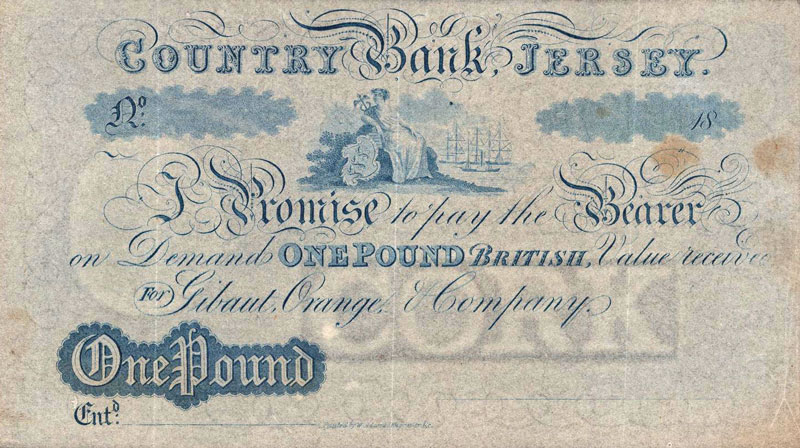 COUNTRY Bank, JERSEY.
No. 18
I Promise to pay the Bearer
on Demand ONE POUND BRITISH, Value receive
For Gibaut, Orange, & Company.
One Pound
Entd.